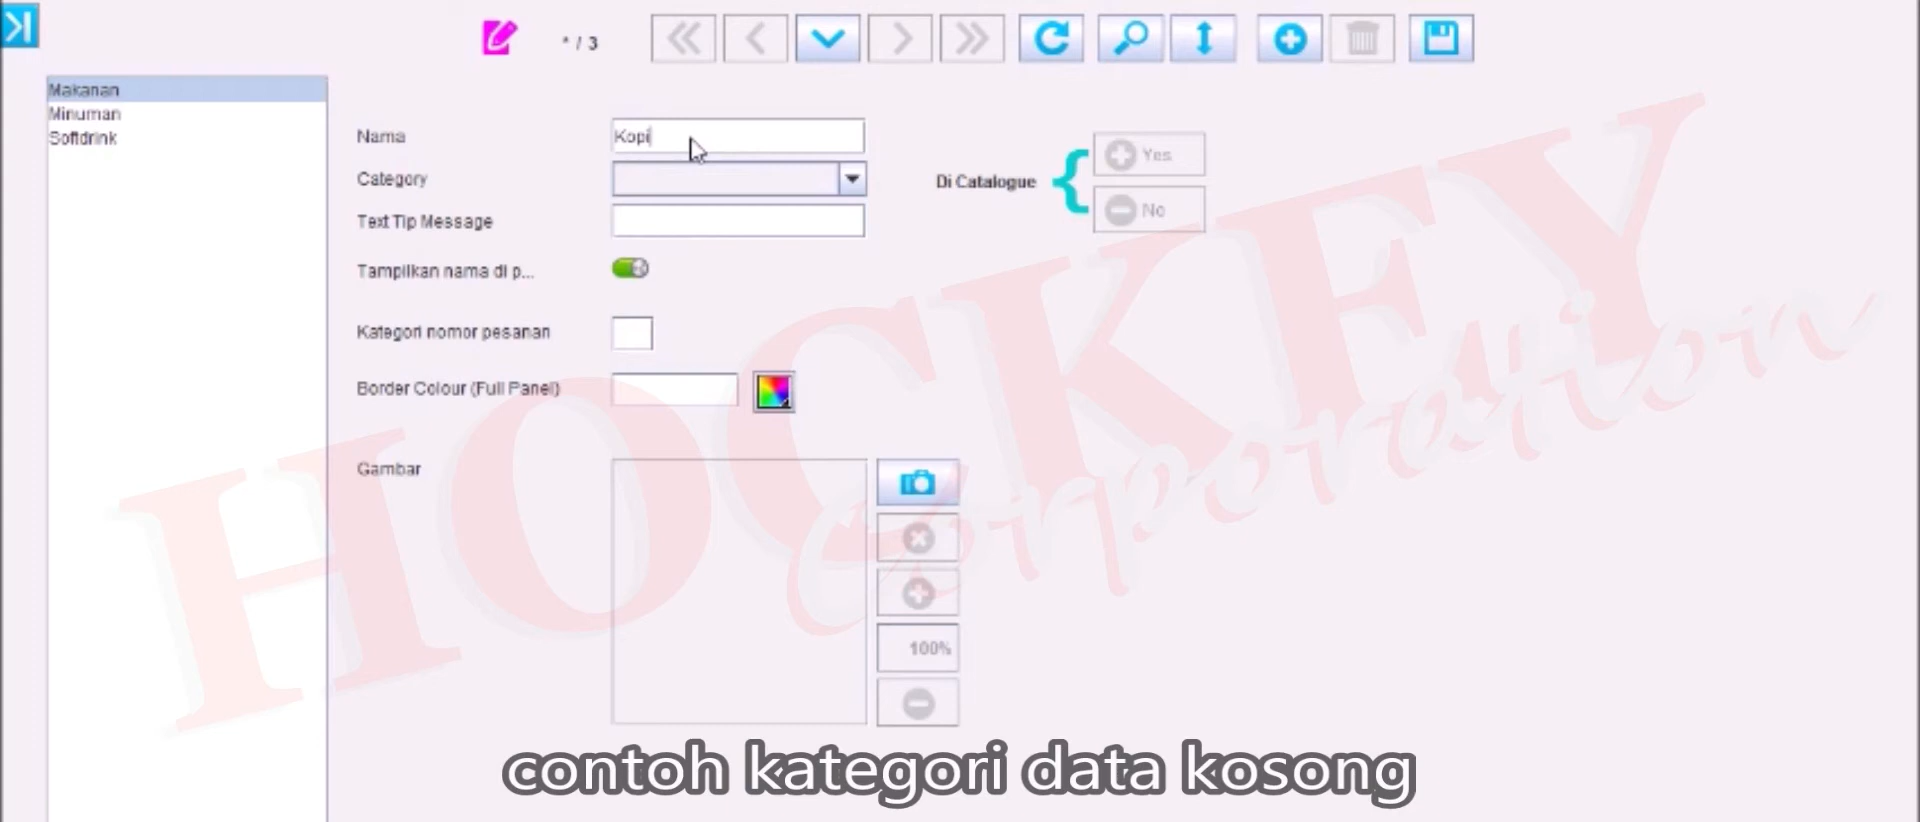 * / 3
Makanan
Minuman
Softdrink
Nama
Kopi
Category
Text Tip Message
Tampilkan nama di p...
Kategori nomor pesanan
Border Colour (Full Panel)
Gambar
100%
Di Catalogue
Yes
No
HOCKEY
Corporation
contoh kategori data kosong